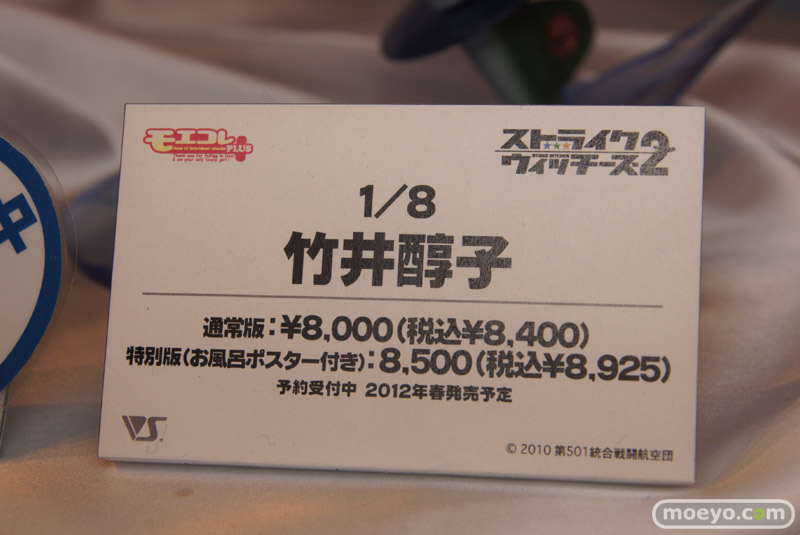 モエコレ
PLUS
ストライク
ウィッチーズ2
1/8
竹井醇子
通常版：¥8,000（税込¥8,400）
特別版（お風呂ポスター付き）：8,500（税込¥8,925）
予約受付中 2012年春発売予定
VS.
© 2010 第501統合戦闘航空団
中
moeyo.com